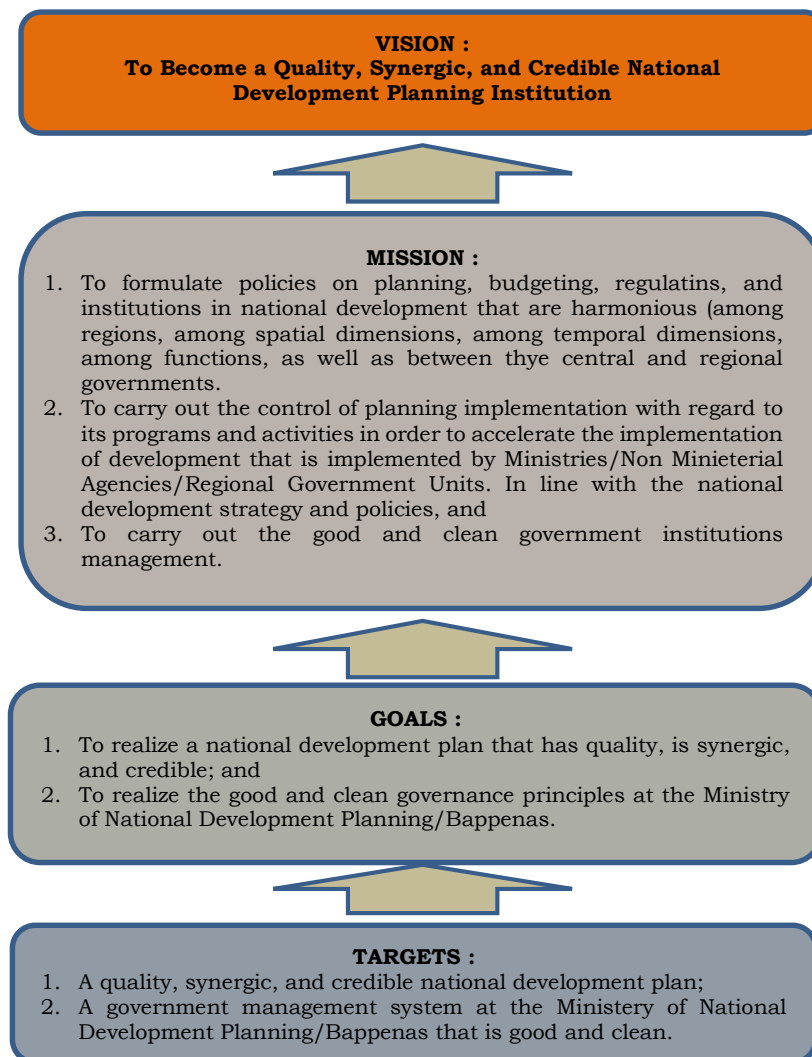 VISION :
To Become a Quality, Synergic, and Credible National
Development Planning Institution
MISSION :
1. To formulate policies on planning, budgeting, regulatins, and
institutions in national development that are harmonious (among
regions, among spatial dimensions, among temporal dimensions,
among functions, as well as between thye central and regional
governments.
2. To carry out the control of planning implementation with regard to
its programs and activities in order to accelerate the implementation
of development that is implemented by Ministries/Non Minieterial
Agencies/Regional Government Units. In line with the national
development strategy and policies, and
3. To carry out the good and clean government institutions
management.
GOALS :
1. To realize a national development plan that has quality, is synergic,
and credible; and
2. To realize the good and clean governance principles at the Ministry
of National Development Planning/Bappenas.
TARGETS :
1. A quality, synergic, and credible national development plan;
2. A government management system at the Ministery of National
Development Planning/Bappenas that is good and clean.